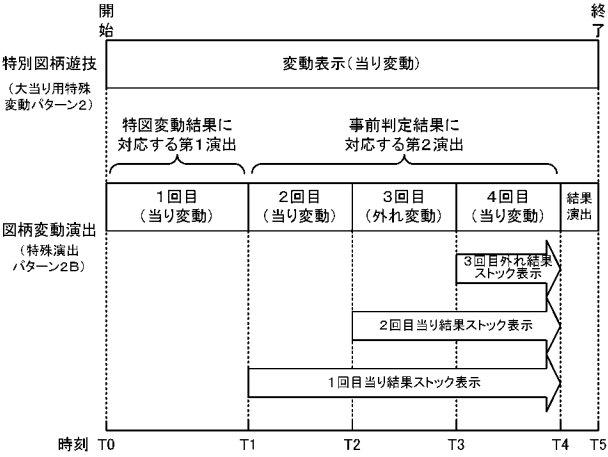 開始
終了
特別図柄遊技
(大当り用特殊
変動パターン2)
変動表示(当り変動)
特図変動結果に
対応する第1演出
事前判定結果に
対応する第2演出
図柄変動演出
(特殊演出
パターン2B)
1回目
(当り変動)
2回目
(当り変動)
3回目
(外れ変動)
4回目
(当り変動)
結果
演出
3回目外れ結果
ストック表示
2回目当り結果ストック表示
1回目当り結果ストック表示
時刻 T0 T1 T2 T3 T4 T5